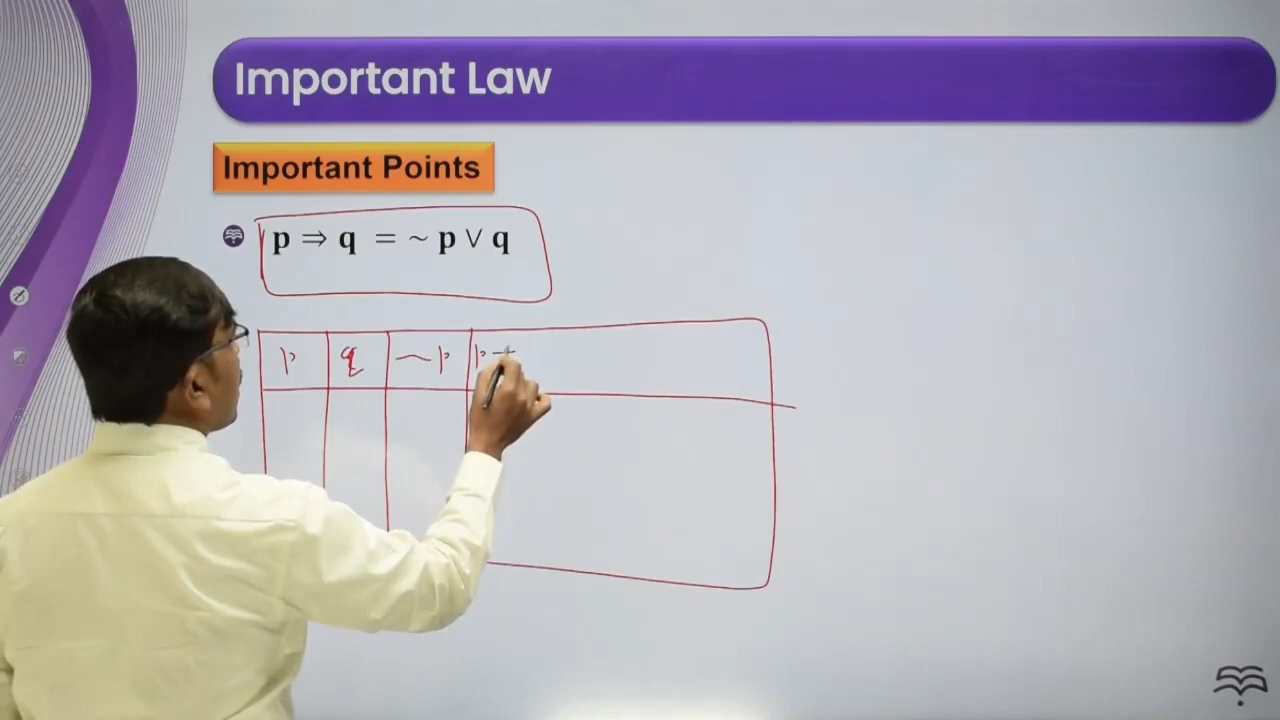 Important Law
Important Points
p ⇒ q = ~ p ∨ q
p q ~p p